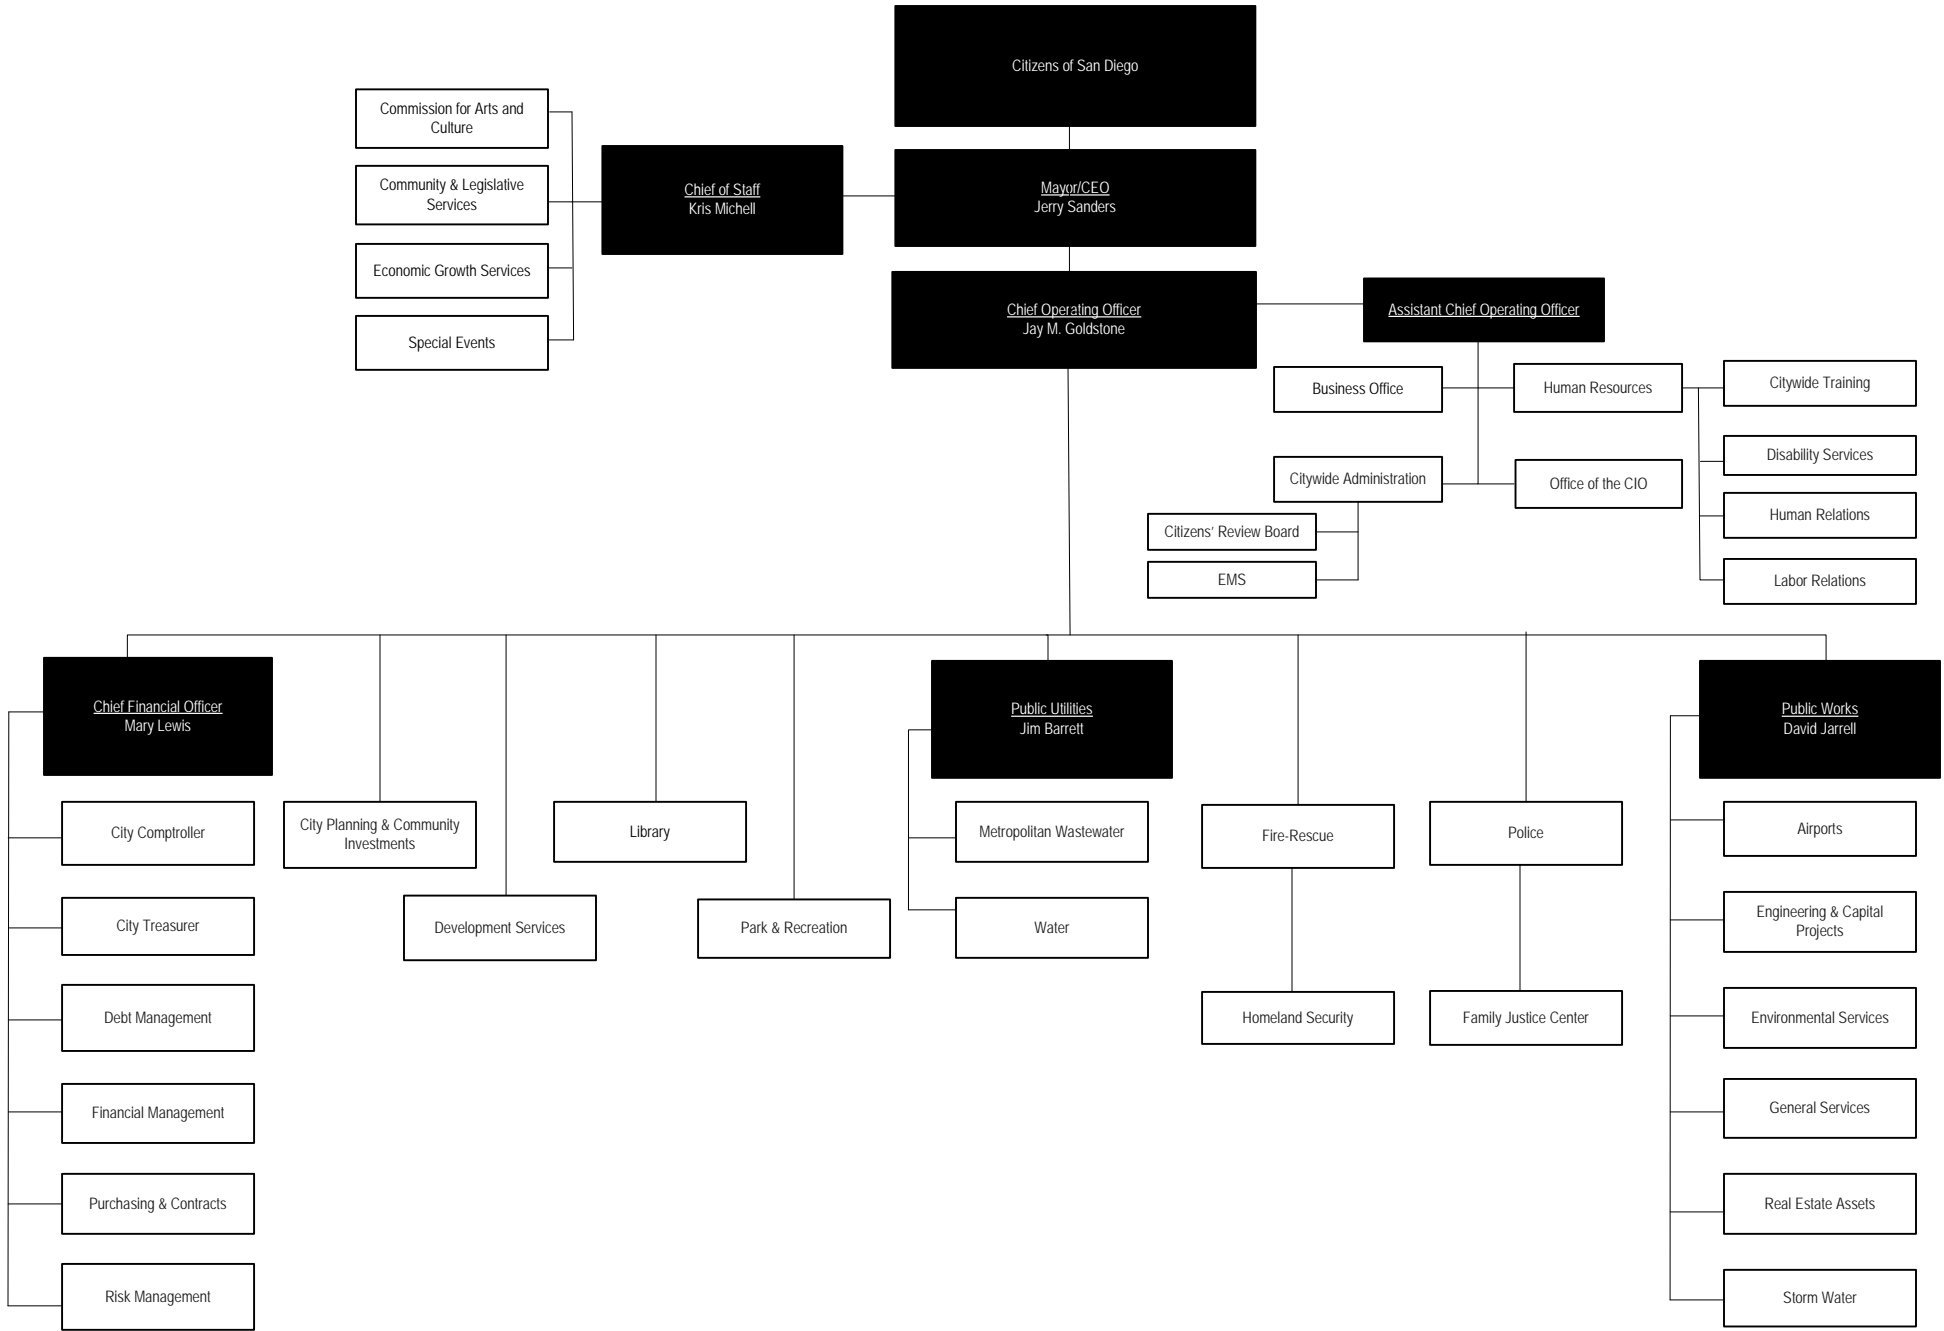 Citizens of San Diego
Commission for Arts and
Culture
Community & Legislative
Services
Economic Growth Services
Special Events
Chief of Staff
Kris Michell
Mayor/CEO
Jerry Sanders
Chief Operating Officer
Jay M. Goldstone
Assistant Chief Operating Officer
Business Office
Human Resources
Citywide Training
Disability Services
Citywide Administration
Office of the CIO
Human Relations
Citizens' Review Board
EMS
Labor Relations
Chief Financial Officer
Mary Lewis
City Comptroller
City Treasurer
Debt Management
Financial Management
Purchasing & Contracts
Risk Management
City Planning & Community
Investments
Development Services
Library
Park & Recreation
Public Utilities
Jim Barrett
Metropolitan Wastewater
Water
Fire-Rescue
Homeland Security
Police
Family Justice Center
Public Works
David Jarrell
Airports
Engineering & Capital
Projects
Environmental Services
General Services
Real Estate Assets
Storm Water